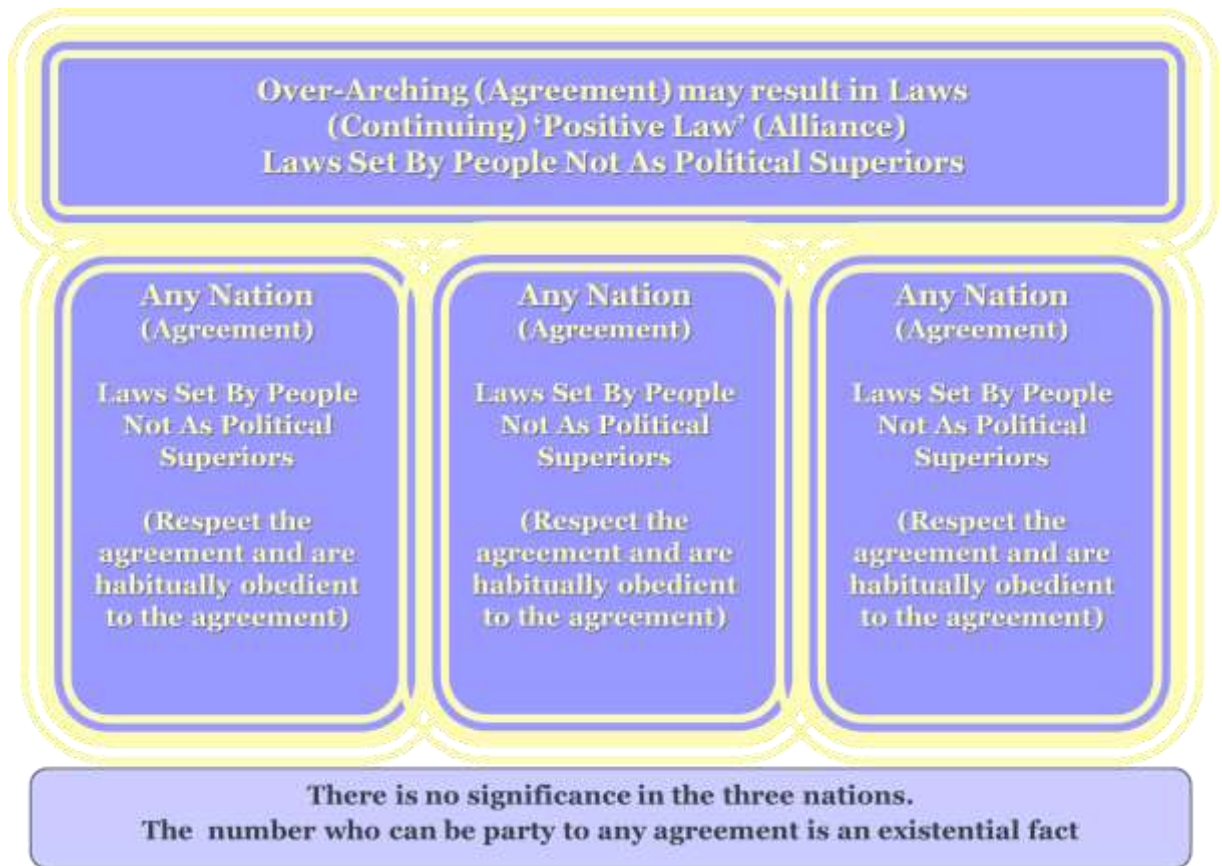 Over-Arching (Agreement) may result in Laws
(Continuing) ‘Positive Law’ (Alliance)
Laws Set By People Not As Political Superiors
Any Nation
(Agreement)
Laws Set By People
Not As Political
Superiors
(Respect the
agreement and are
habitually obedient
to the agreement)
Any Nation
(Agreement)
Laws Set By People
Not As Political
Superiors
(Respect the
agreement and are
habitually obedient
to the agreement)
Any Nation
(Agreement)
Laws Set By People
Not As Political
Superiors
(Respect the
agreement and are
habitually obedient
to the agreement)
There is no significance in the three nations.
The number who can be party to any agreement is an existential fact